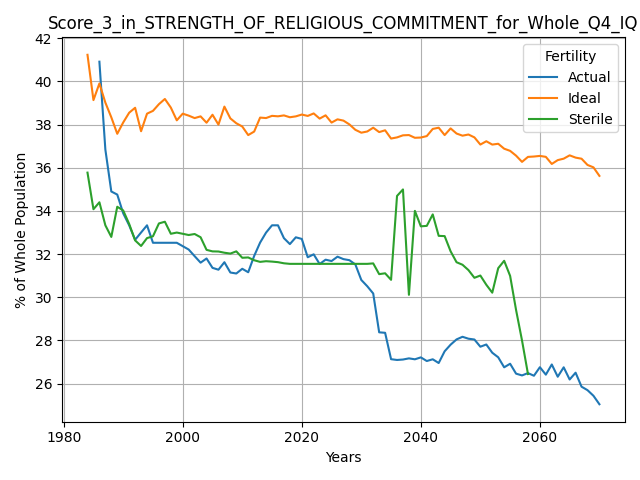 Score_3_in_STRENGTH_OF_RELIGIOUS_COMMITMENT_for_Whole_Q4_IQ
42
40
38
36
34
32
30
28
26
% of Whole Population
Fertility
Actual
Ideal
Sterile
1980
2000
2020
2040
2060
Years